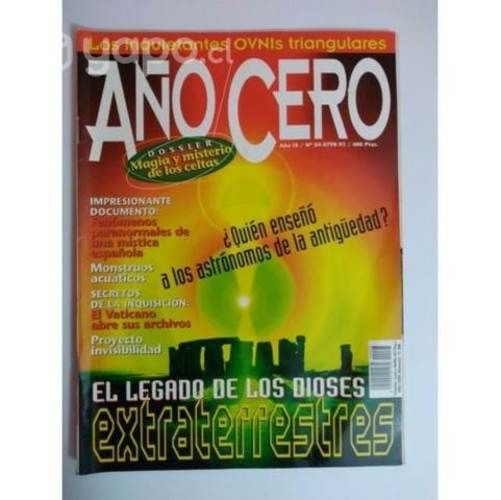 Los inquietantes OVNIs triangulares
yapo.cl
AÑO/CERO
DOSSIER
Magia y misterio
de los celtas
IMPRESIONANTE
DOCUMENTO:
Fenómenos
paranormales de
una mística
española
¿Quién enseñó
a los astrónomos de la antigüedad?
Monstruos
acuáticos
SECRETOS
DE LA INQUISICIÓN:
El Vaticano
abre sus archivos
Proyecto
invisibilidad
EL LEGADO DE LOS DIOSES
extraterrestres